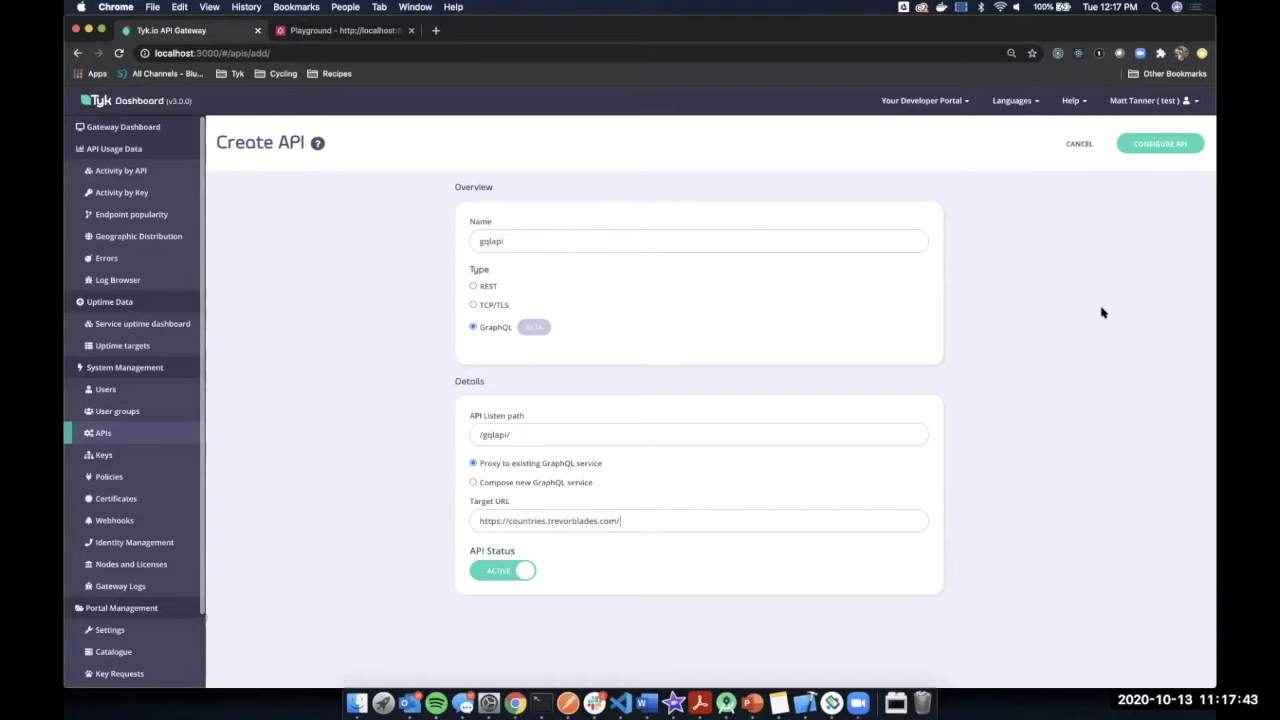 Chrome File Edit View History Bookmarks People Tab Window Help
100% Tue 12:17 PM
Tyk.io API Gateway
Playground - http://localhost:
localhost:3000/#/apis/add/
Apps All Channels - Blu... Tyk Cycling Recipes Other Bookmarks
Tyk Dashboard (v3.0.0)
Your Developer Portal Languages Help Matt Tanner ( test )
Gateway Dashboard
API Usage Data
Activity by API
Activity by Key
Endpoint popularity
Geographic Distribution
Errors
Log Browser
Uptime Data
Service uptime dashboard
Uptime targets
System Management
Users
User groups
APIs
Keys
Policies
Certificates
Webhooks
Identity Management
Nodes and Licenses
Gateway Logs
Portal Management
Settings
Catalogue
Key Requests
Create API ?
CANCEL
CONFIGURE API
Overview
Name
gqlapi
Type
REST
TCP/TLS
GraphQL BETA
Details
API Listen path
/gqlapi/
Proxy to existing GraphQL service
Compose new GraphQL service
Target URL
https://countries.trevorblades.com/
API Status
ACTIVE
2020-10-13 11:17:43